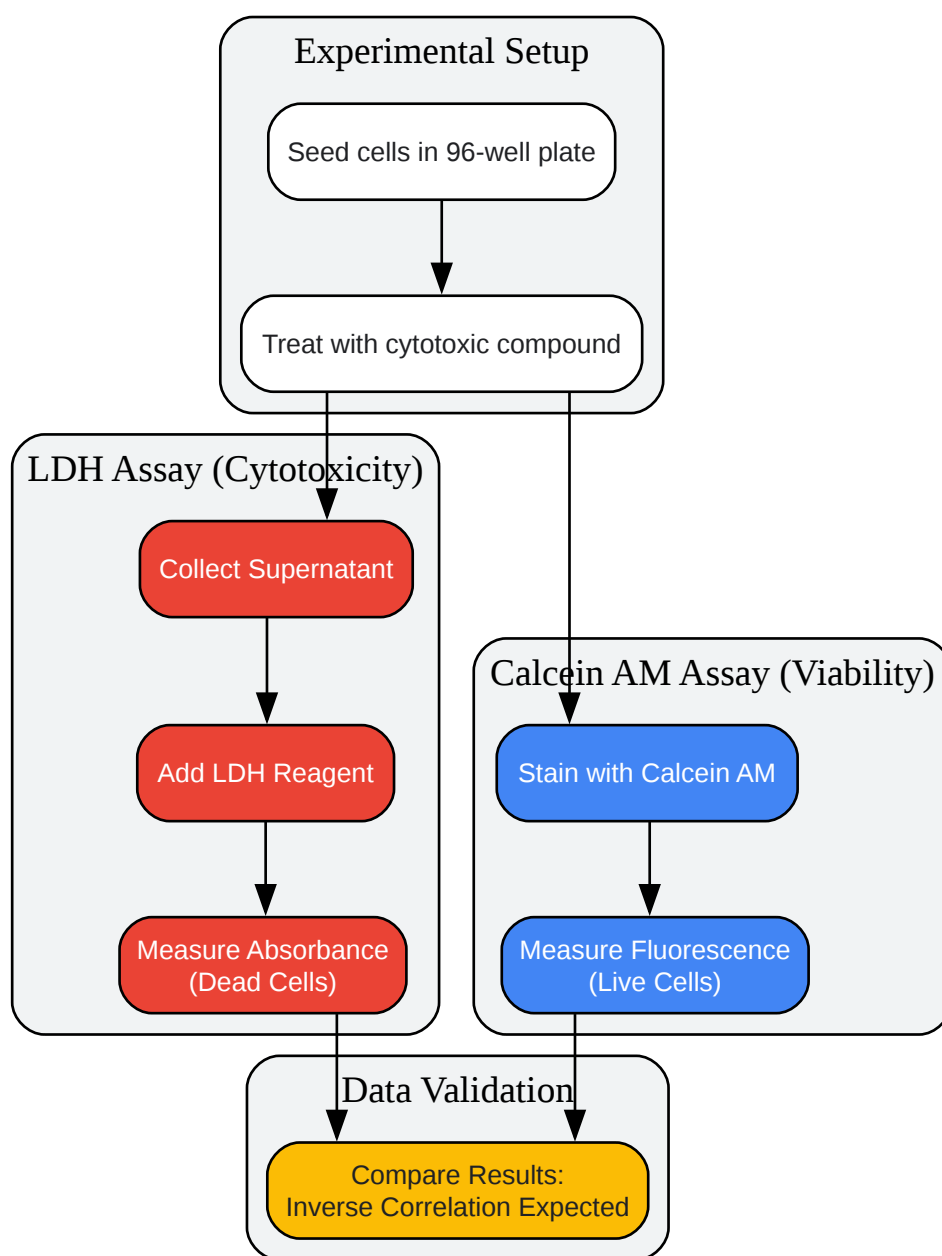 Experimental Setup
Seed cells in 96-well plate
Treat with cytotoxic compound
LDH Assay (Cytotoxicity)
Collect Supernatant
Add LDH Reagent
Measure Absorbance
(Dead Cells)
Calcein AM Assay (Viability)
Stain with Calcein AM
Measure Fluorescence
(Live Cells)
Data Validation
Compare Results:
Inverse Correlation Expected